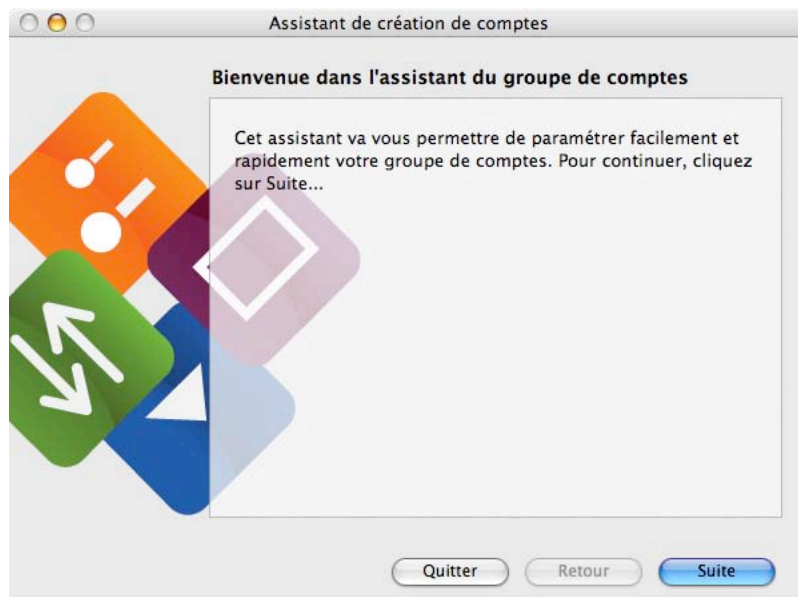 Assistant de création de comptes
Bienvenue dans l'assistant du groupe de comptes
Cet assistant va vous permettre de paramétrer facilement et
rapidement votre groupe de comptes. Pour continuer, cliquez
sur Suite...
Quitter
Retour
Suite